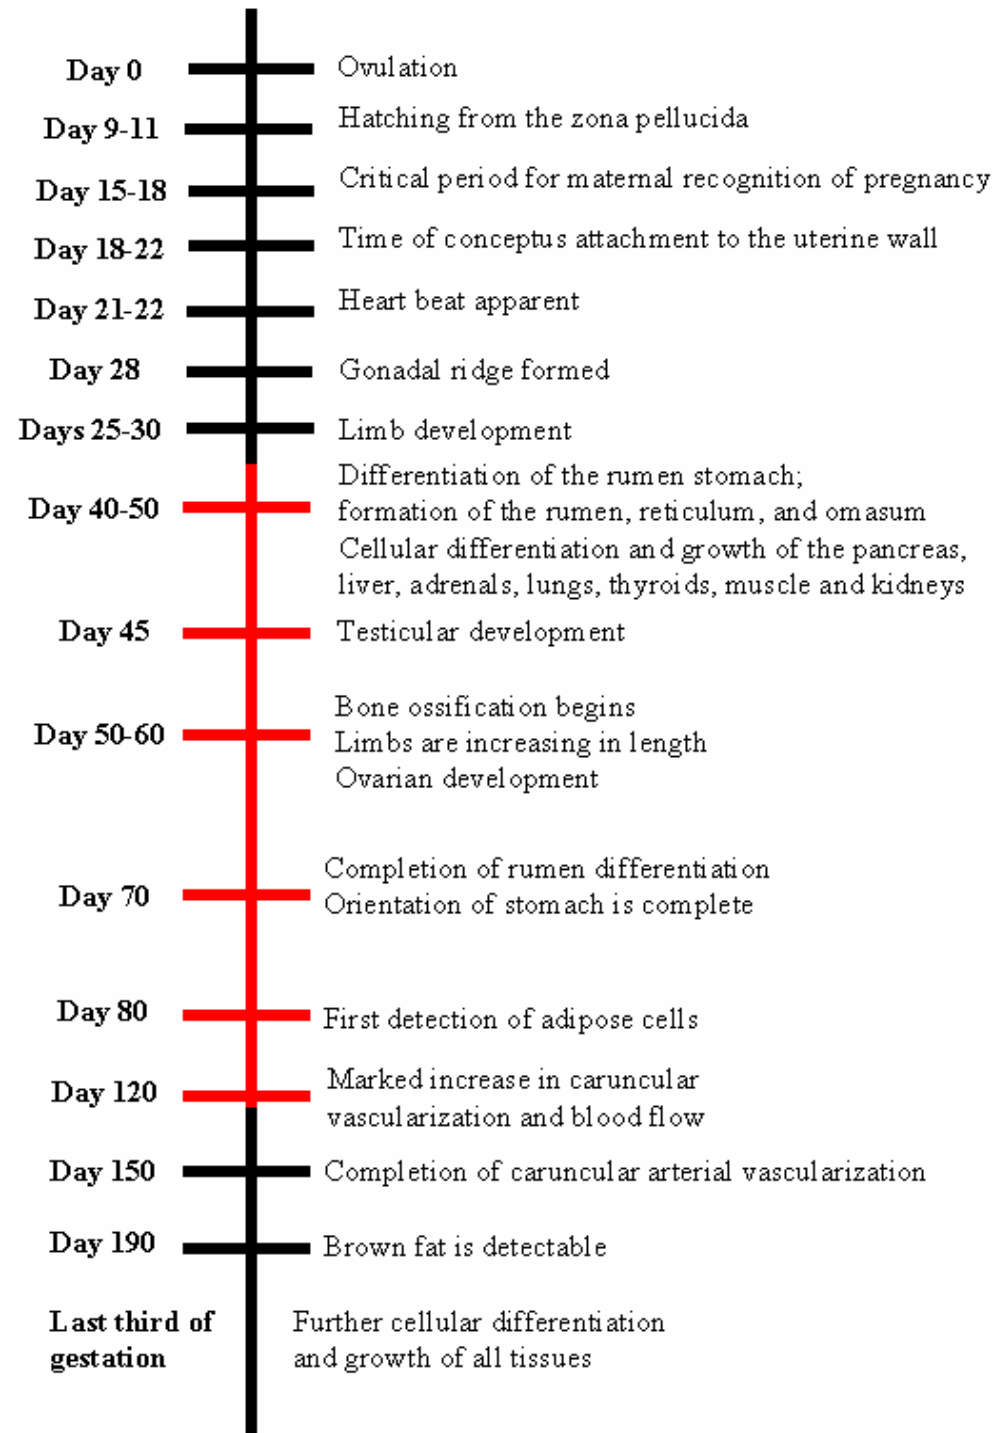 Day 0 Ovulation
Day 9-11 Hatching from the zona pellucida
Day 15-18 Critical period for maternal recognition of pregnancy
Day 18-22 Time of conceptus attachment to the uterine wall
Day 21-22 Heart beat apparent
Day 28 Gonadal ridge formed
Days 25-30 Limb development
Day 40-50 Differentiation of the rumen stomach;
formation of the rumen, reticulum, and omasum
Cellular differentiation and growth of the pancreas,
liver, adrenals, lungs, thyroids, muscle and kidneys
Day 45 Testicular development
Day 50-60 Bone ossification begins
Limbs are increasing in length
Ovarian development
Day 70 Completion of rumen differentiation
Orientation of stomach is complete
Day 80 First detection of adipose cells
Day 120 Marked increase in caruncular
vascularization and blood flow
Day 150 Completion of caruncular arterial vascularization
Day 190 Brown fat is detectable
Last third of Further cellular differentiation
gestation and growth of all tissues